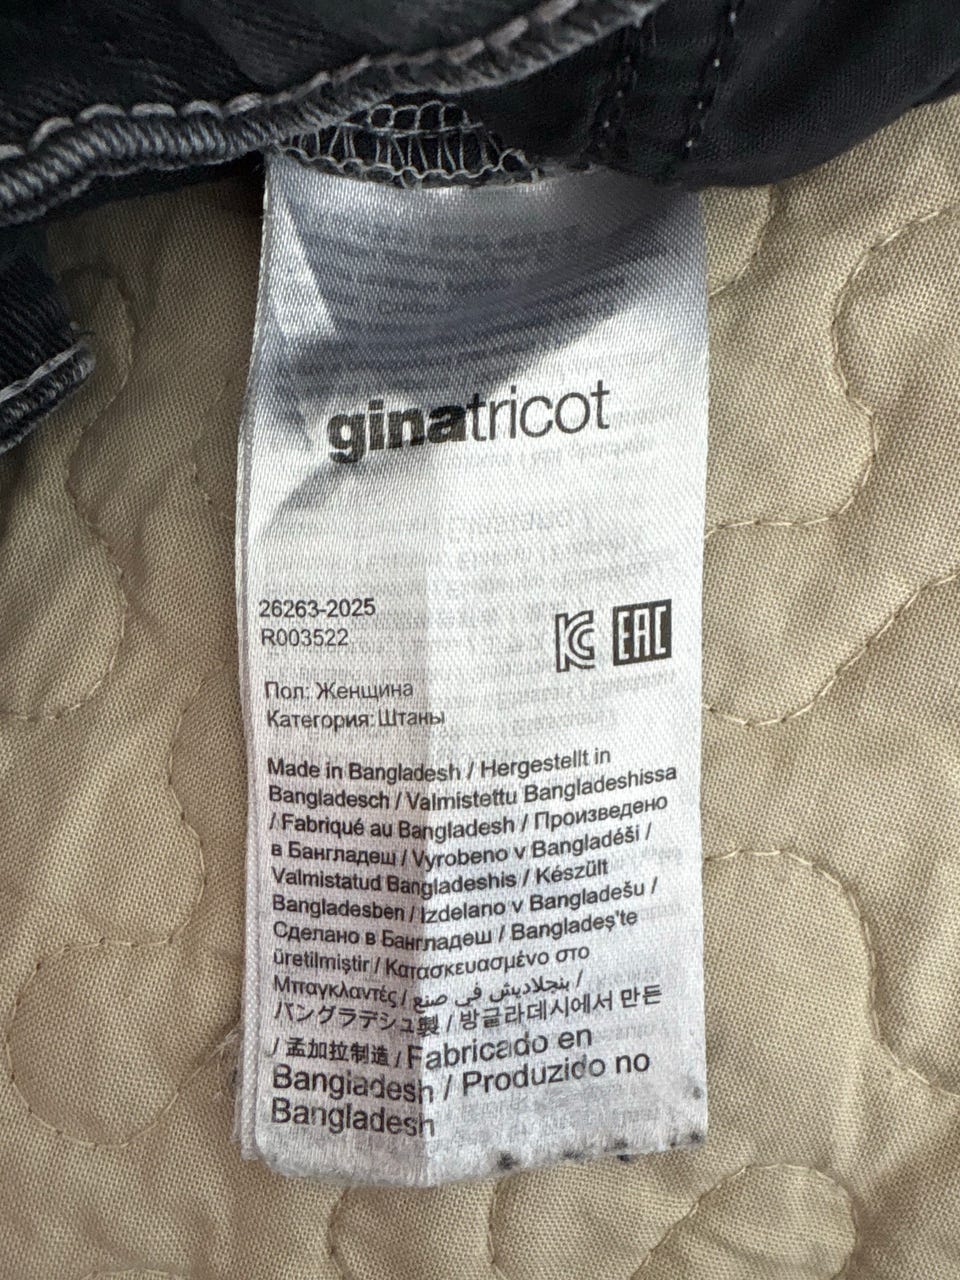 ginatricot
26263-2025
R003522
KC EAC
Пол: Женщина
Категория: Штаны
Made in Bangladesh / Hergestellt in
Bangladesch / Valmistettu Bangladeshissa
/ Fabriqué au Bangladesh / Произведено
в Бангладеш / Vyrobeno v Bangladéši /
Valmistatud Bangladeshis / Készült
Bangladesben / Izdelano v Bangladešu /
Сделано в Бангладеш / Bangladeş'te
üretilmiştir / Κατασκευασμένο στο
Μπαγκλαντές / بنجلاديش في صنع /
バングラデシュ製 / 방글라데시에서 만든
/ 孟加拉制造 / Fabricado en
Bangladesh / Produzido no
Bangladesh